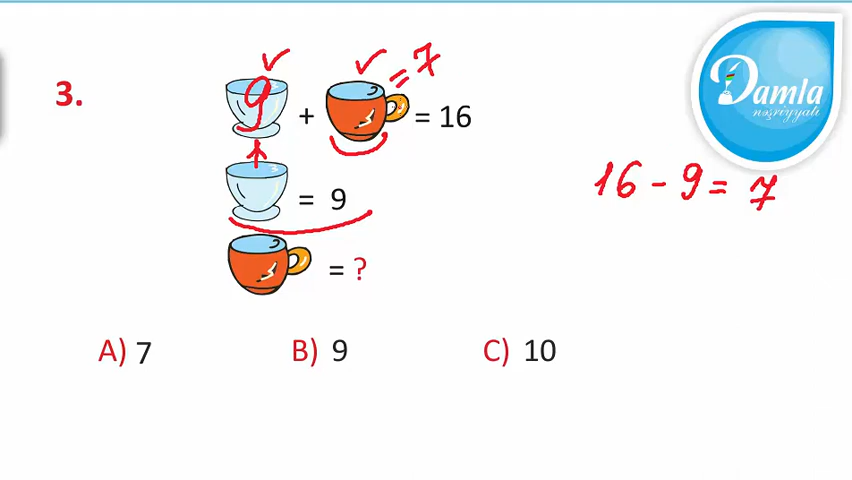 3.
9 + = 7 = 16
= 9
= ?
A) 7 B) 9 C) 10
Damla
nəşriyyatı
16 - 9 = 7